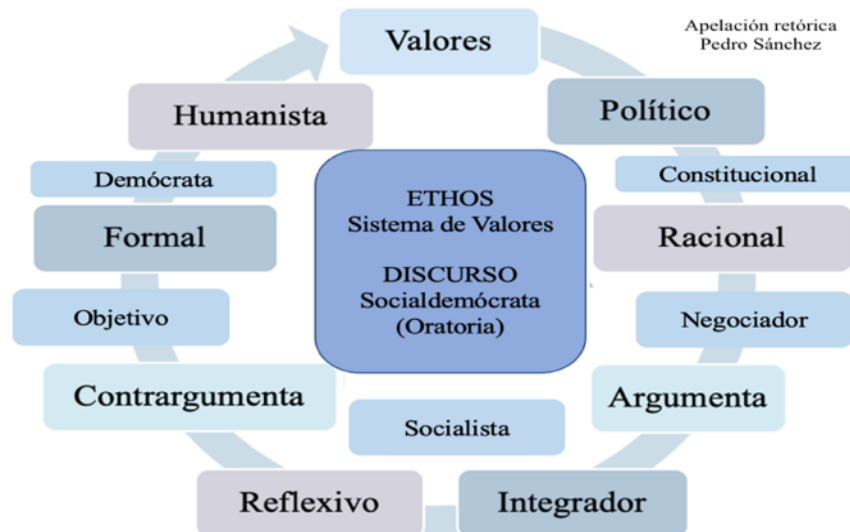 Valores
Apelación retórica
Pedro Sánchez
Humanista
Político
Demócrata
Constitucional
ETHOS
Sistema de Valores
Formal
Racional
DISCURSO
Socialdemócrata
(Oratoria)
Objetivo
Negociador
Contrargumenta
Argumenta
Socialista
Reflexivo
Integrador